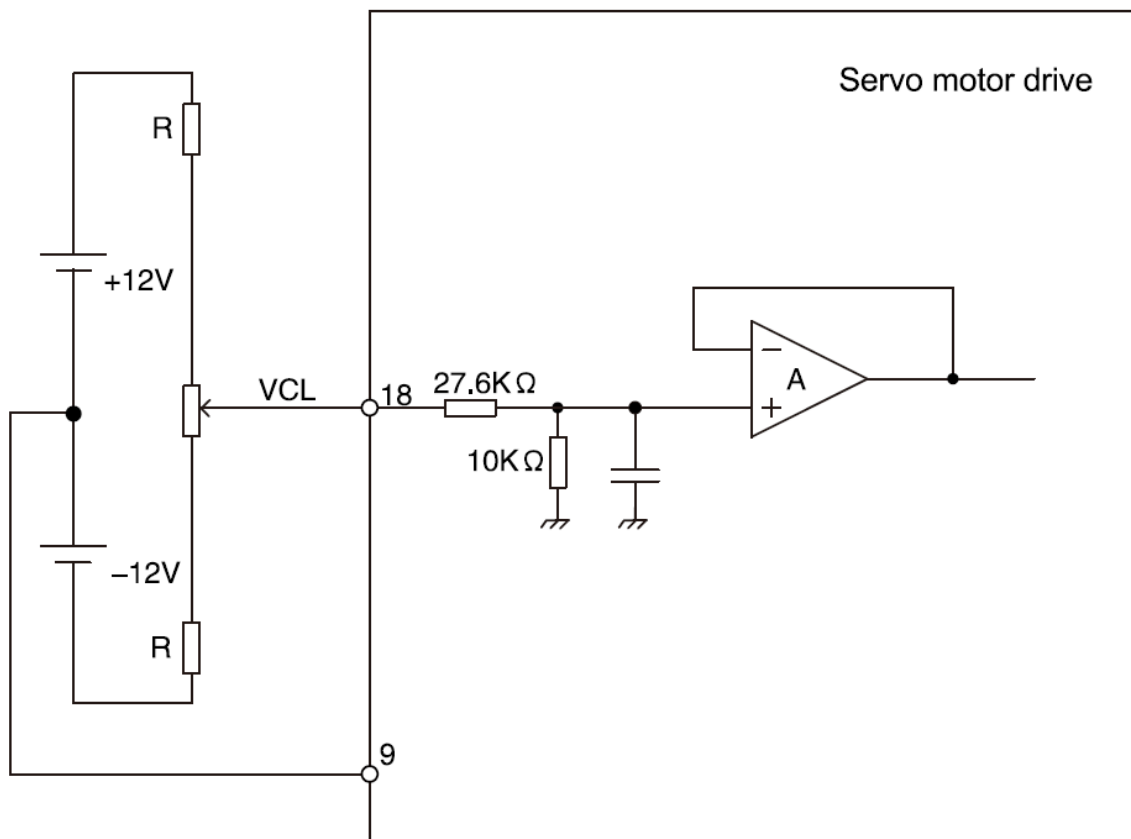 Servo motor drive
R
+12V
VCL
18
27.6KΩ
A
−
+
10KΩ
−12V
R
9